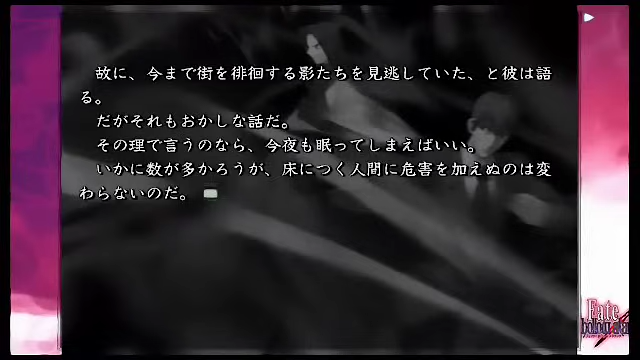 故に、今まで街を徘徊する影たちを見逃していた、と彼は語
る。
だがそれもおかしな話だ。
その理で言うのなら、今夜も眠ってしまえばいい。
いかに数が多かろうが、床につく人間に危害を加えぬのは変
わらないのだ。
Fate
hollow ataraxia